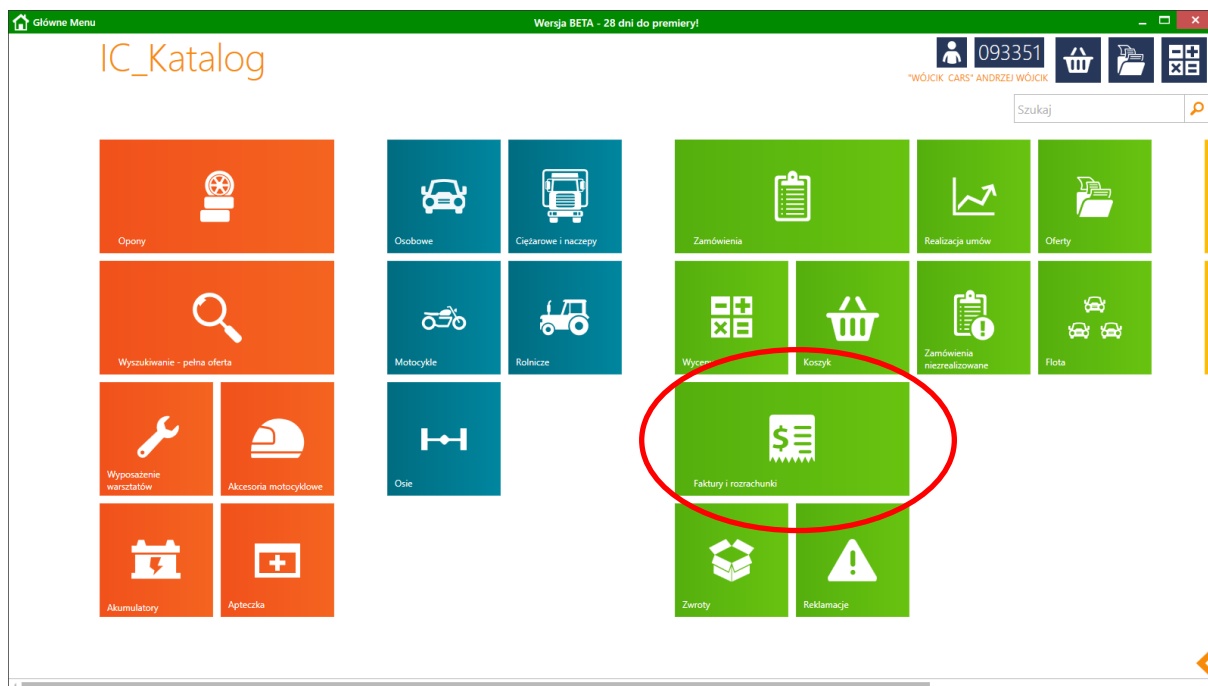 Główne Menu
Wersja BETA - 28 dni do premiery!
IC_Katalog
093351
"WÓJCIK CARS" ANDRZEJ WÓJCIK
Szukaj
Opony
Osobowe
Ciężarowe i naczepy
Zamówienia
Realizacja umów
Oferty
Wyszukiwanie - pełna oferta
Motocykle
Rolnicze
Koszyk
Zamówienia
niezrealizowane
Flota
Wyposażenie
warsztatów
Akcesoria motocyklowe
Osie
Faktury i rozrachunki
Akumulatory
Apteczka
Zwroty
Reklamacje